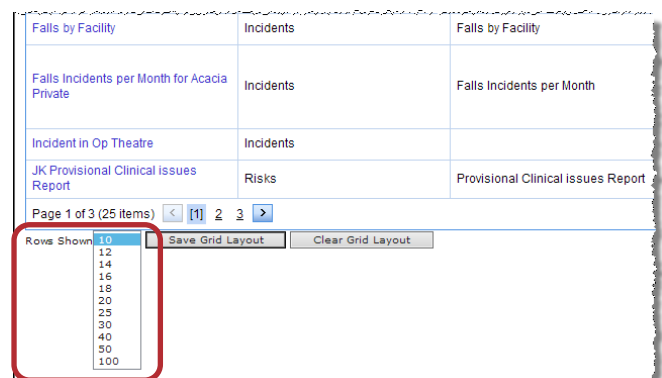 Falls by Facility Incidents Falls by Facility
Falls Incidents per Month for Acacia
Private Incidents Falls Incidents per Month
Incident in Op Theatre Incidents
JK Provisional Clinical issues
Report Risks Provisional Clinical issues Report
Page 1 of 3 (25 items) < [1] 2 3 >
Rows Shown 10 Save Grid Layout Clear Grid Layout
12
14
16
18
20
25
30
40
50
100